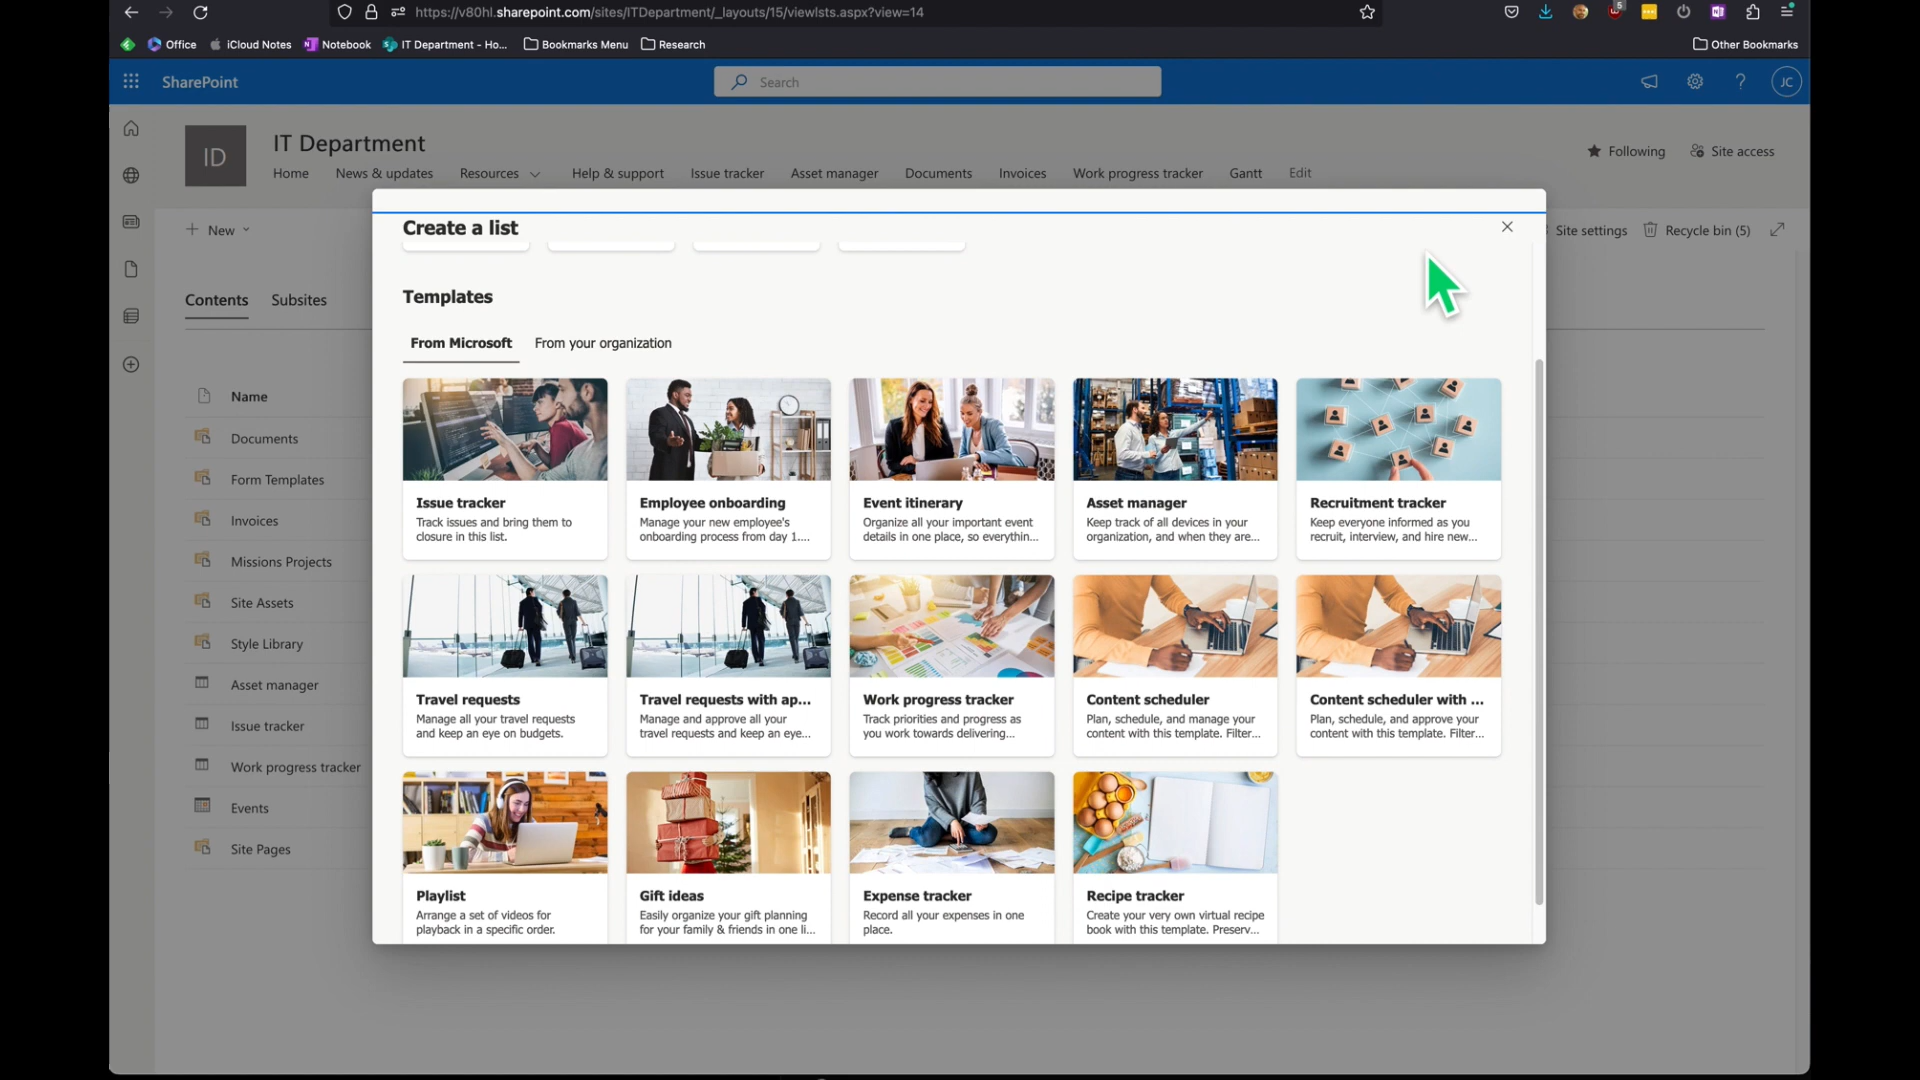 https://v80hl.sharepoint.com/sites/ITDepartment/_layouts/15/viewlsts.aspx?view=14
5
Office
iCloud Notes
Notebook
IT Department - Ho...
Bookmarks Menu
Research
Other Bookmarks
SharePoint
Search
JC
ID
IT Department
Following
Site access
Home
News & updates
Resources
Help & support
Issue tracker
Asset manager
Documents
Invoices
Work progress tracker
Gantt
Edit
New
Site settings
Recycle bin (5)
Contents
Subsites
Name
Documents
Form Templates
Invoices
Missions Projects
Site Assets
Style Library
Asset manager
Issue tracker
Work progress tracker
Events
Site Pages
Create a list
Templates
From Microsoft
From your organization
Issue tracker
Track issues and bring them to
closure in this list.
Employee onboarding
Manage your new employee's
onboarding process from day 1....
Event itinerary
Organize all your important event
details in one place, so everythin...
Asset manager
Keep track of all devices in your
organization, and when they are...
Recruitment tracker
Keep everyone informed as you
recruit, interview, and hire new...
Travel requests
Manage all your travel requests
and keep an eye on budgets.
Travel requests with ap...
Manage and approve all your
travel requests and keep an eye...
Work progress tracker
Track priorities and progress as
you work towards delivering...
Content scheduler
Plan, schedule, and manage your
content with this template. Filter...
Content scheduler with ...
Plan, schedule, and approve your
content with this template. Filter...
Playlist
Arrange a set of videos for
playback in a specific order.
Gift ideas
Easily organize your gift planning
for your family & friends in one li...
Expense tracker
Record all your expenses in one
place.
Recipe tracker
Create your very own virtual recipe
book with this template. Preserv...